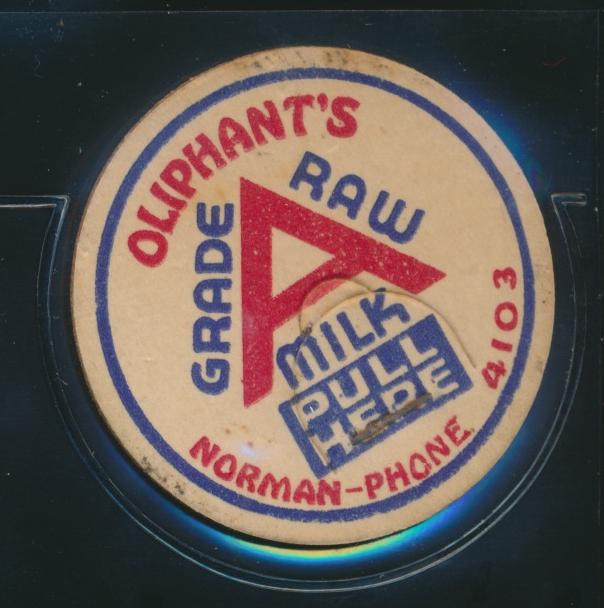 OLIPHANT'S
GRADE A RAW
MILK
PULL
HERE
NORMAN-PHONE 4103